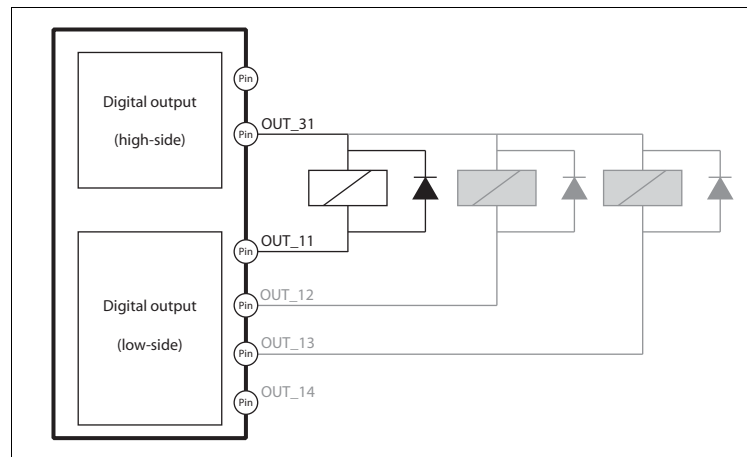 Pin
Digital output
(high-side)
Pin
OUT_31
Pin
OUT_11
Digital output
(low-side)
Pin
OUT_12
Pin
OUT_13
Pin
OUT_14